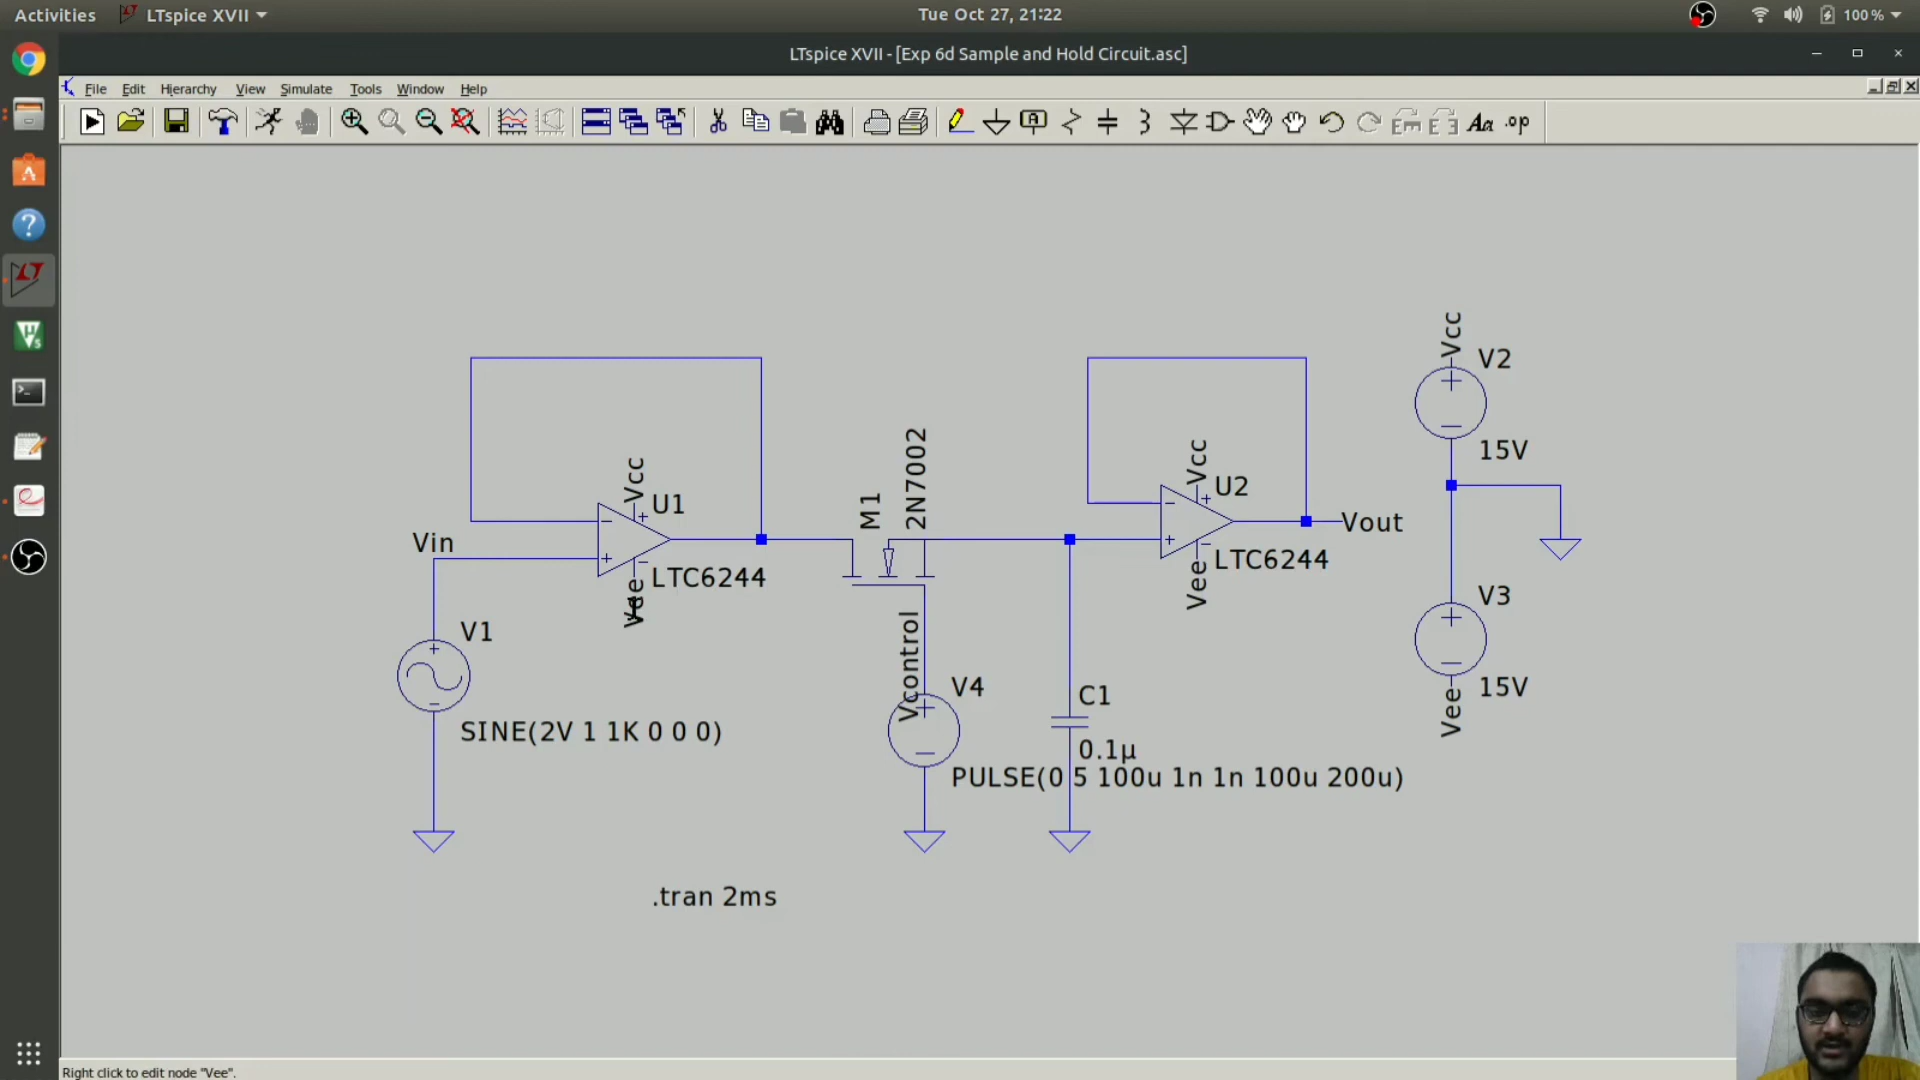 Activities
LTspice XVII
Tue Oct 27, 21:22
100 %
LTspice XVII - [Exp 6d Sample and Hold Circuit.asc]
File Edit Hierarchy View Simulate Tools Window Help
Aa .op
Vcc
V2
15V
Vcc
U1
Vin
LTC6244
Vee
M1
2N7002
Vcc
U2
Vout
LTC6244
Vee
V1
SINE(2V 1 1K 0 0 0)
Vcontrol
V4
PULSE(0 5 100u 1n 1n 100u 200u)
C1
0.1µ
V3
15V
Vee
.tran 2ms
Right click to edit node "Vee".